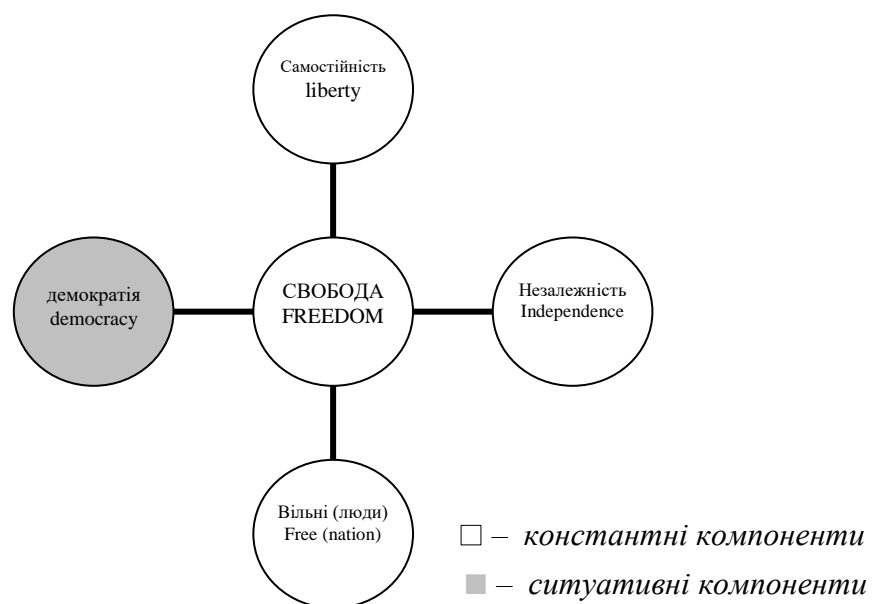 Самостійність
liberty
демократія
democracy
СВОБОДА
FREEDOM
Незалежність
Independence
Вільні (люди)
Free (nation)
– константні компоненти
– ситуативні компоненти